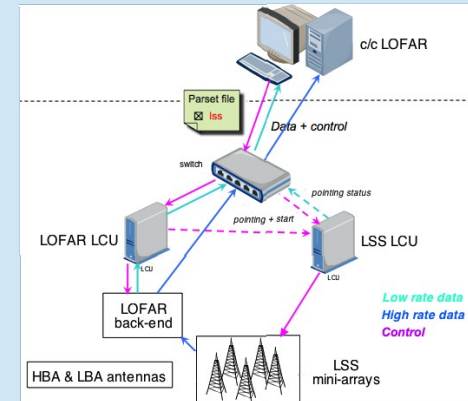 c/c LOFAR
Parset file
lss
Data + control
switch
pointing status
pointing + start
LOFAR LCU
LSS LCU
LCU
LCU
LOFAR
back-end
Low rate data
High rate data
Control
HBA & LBA antennas
LSS
mini-arrays